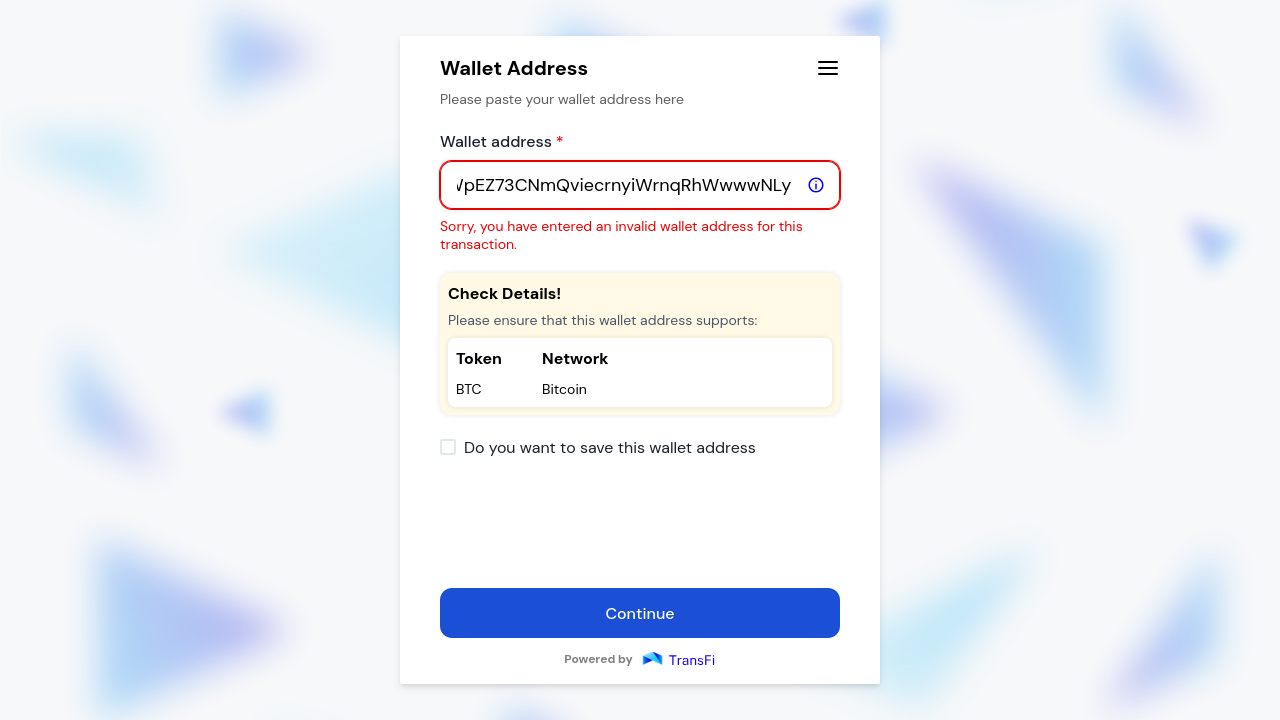 Wallet Address
Please paste your wallet address here
Wallet address *
pEZ73CNmQviecrnyiWrnqRhWwwwNLy
Sorry, you have entered an invalid wallet address for this
transaction.
Check Details!
Please ensure that this wallet address supports:
Token Network
BTC Bitcoin
Do you want to save this wallet address
Continue
Powered by TransFi